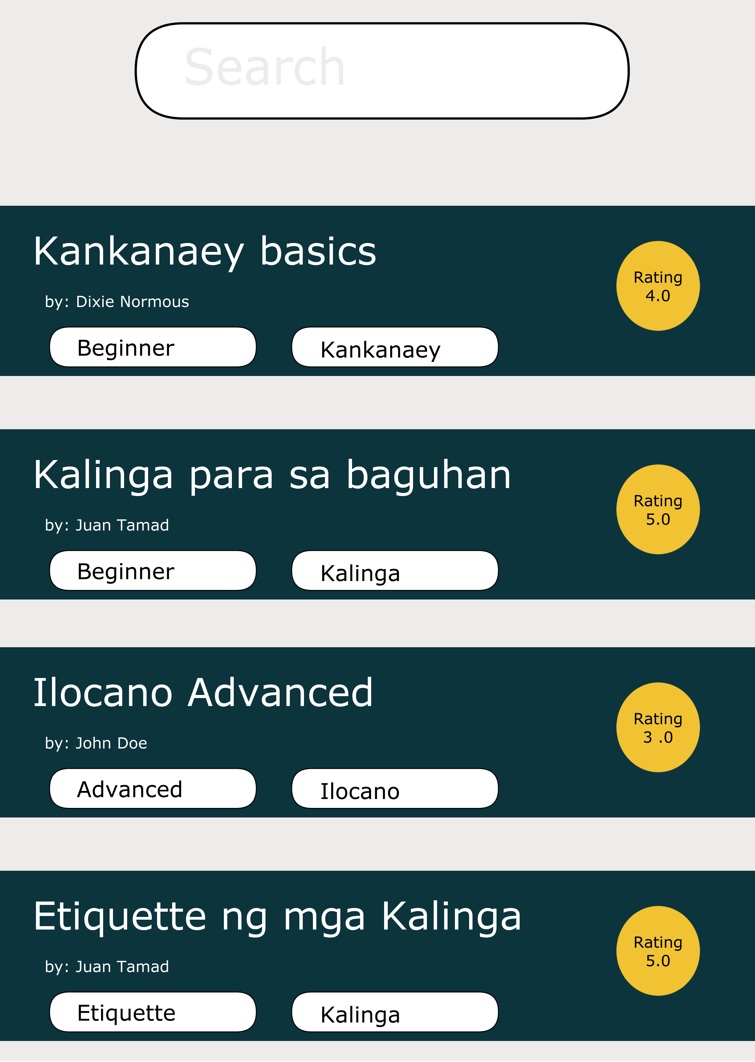 Search
Kankanaey basics
by: Dixie Normous
Beginner
Kankanaey
Rating
4.0
Kalinga para sa baguhan
by: Juan Tamad
Beginner
Kalinga
Rating
5.0
Ilocano Advanced
by: John Doe
Advanced
Ilocano
Rating
3 .0
Etiquette ng mga Kalinga
by: Juan Tamad
Etiquette
Kalinga
Rating
5.0